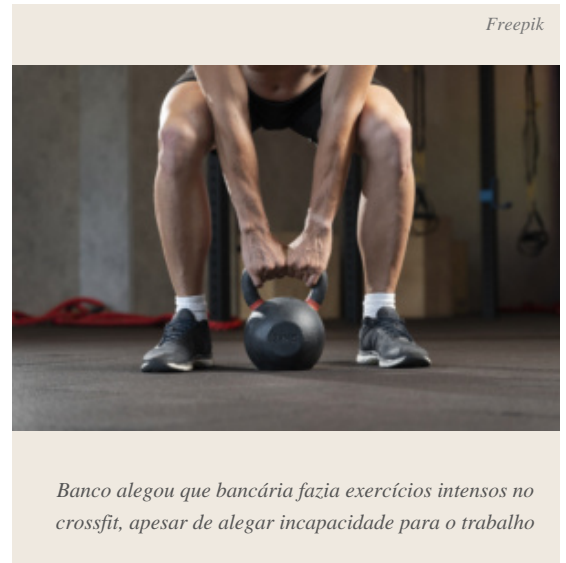 Freepik
Banco alegou que bancária fazia exercícios intensos no
crossfit, apesar de alegar incapacidade para o trabalho